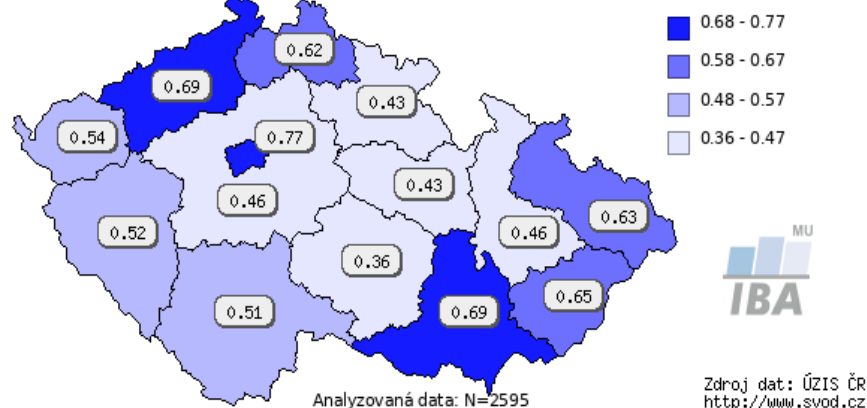 0.68 - 0.77
0.58 - 0.67
0.48 - 0.57
0.36 - 0.47
0.62
0.69
0.43
0.54
0.77
0.43
0.46
0.63
0.52
0.46
0.36
0.65
0.51
0.69
MU
IBA
Analyzovaná data: N=2595
Zdroj dat: ÚZIS ČR
http://www.svod.cz